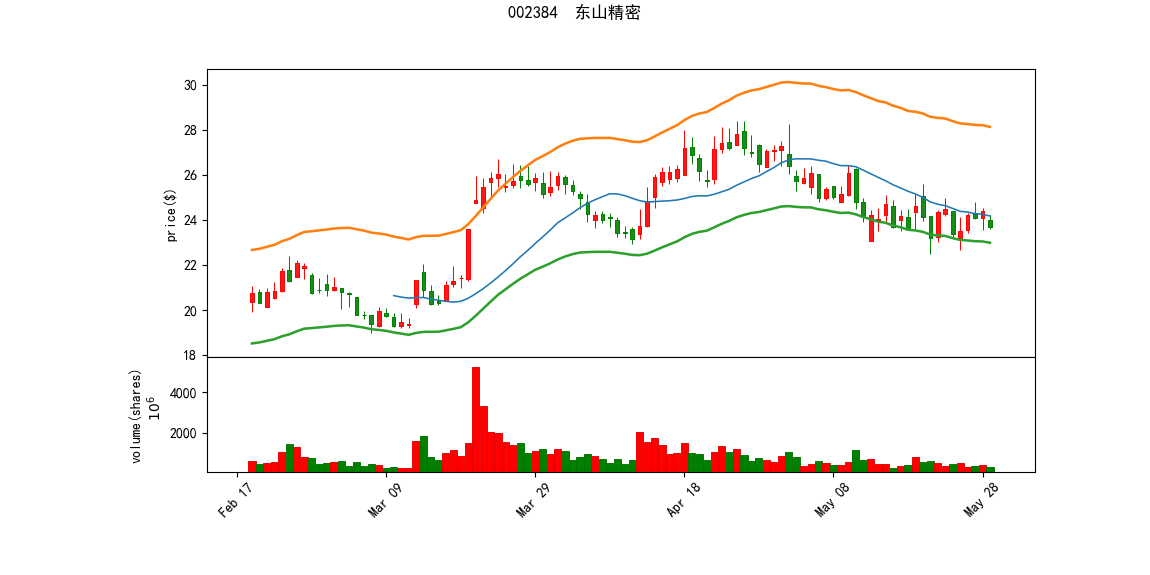 002384 东山精密
30
28
26
24
22
20
18
price($)
4000
2000
volume(shares)
10^6
Feb 17
Mar 09
Mar 29
Apr 18
May 08
May 28